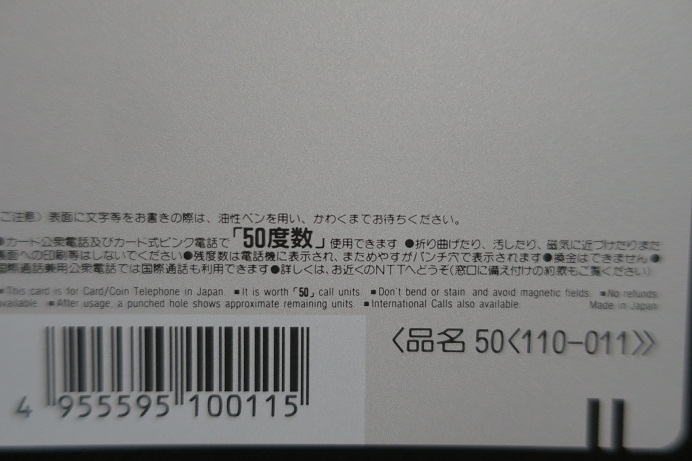 ご注意〉表面に文字等をお書きの際は、油性ペンを用い、かわくまでお待ちください。
●カード公衆電話及びカード式ピンク電話で「50度数」使用できます ●折り曲げたり、汚したり、磁気に近づけたりまた
表面への印刷等はしないでください●残度数は電話機に表示され、まためやすがパンチ穴で表示されます●換金はできません●
国際通話兼用公衆電話では国際通話も利用できます●詳しくは、お近くのNTTへどうぞ(窓口に備え付けの約款もご覧ください)
■This card is for Card/Coin Telephone in Japan. ■It is worth「50」call units. ■Don't bend or stain and avoid magnetic fields. ■No refunds
available. ■After usage, a punched hole shows approximate remaining units. ■International Calls also available. Made in Japan
〈品名 50〈110-011〉〉
4 955595 100115